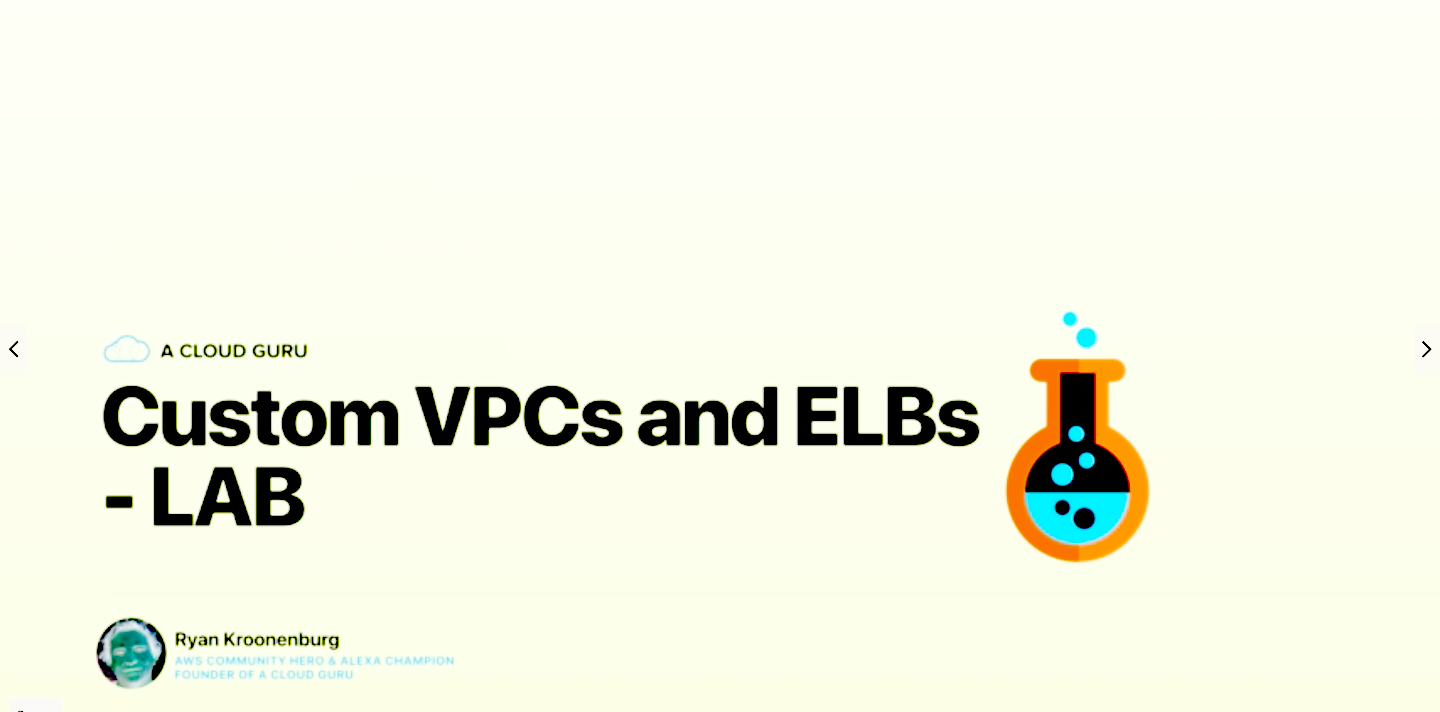 A CLOUD GURU
Custom VPCs and ELBs
- LAB
Ryan Kroonenburg
AWS COMMUNITY HERO & ALEXA CHAMPION
FOUNDER OF A CLOUD GURU